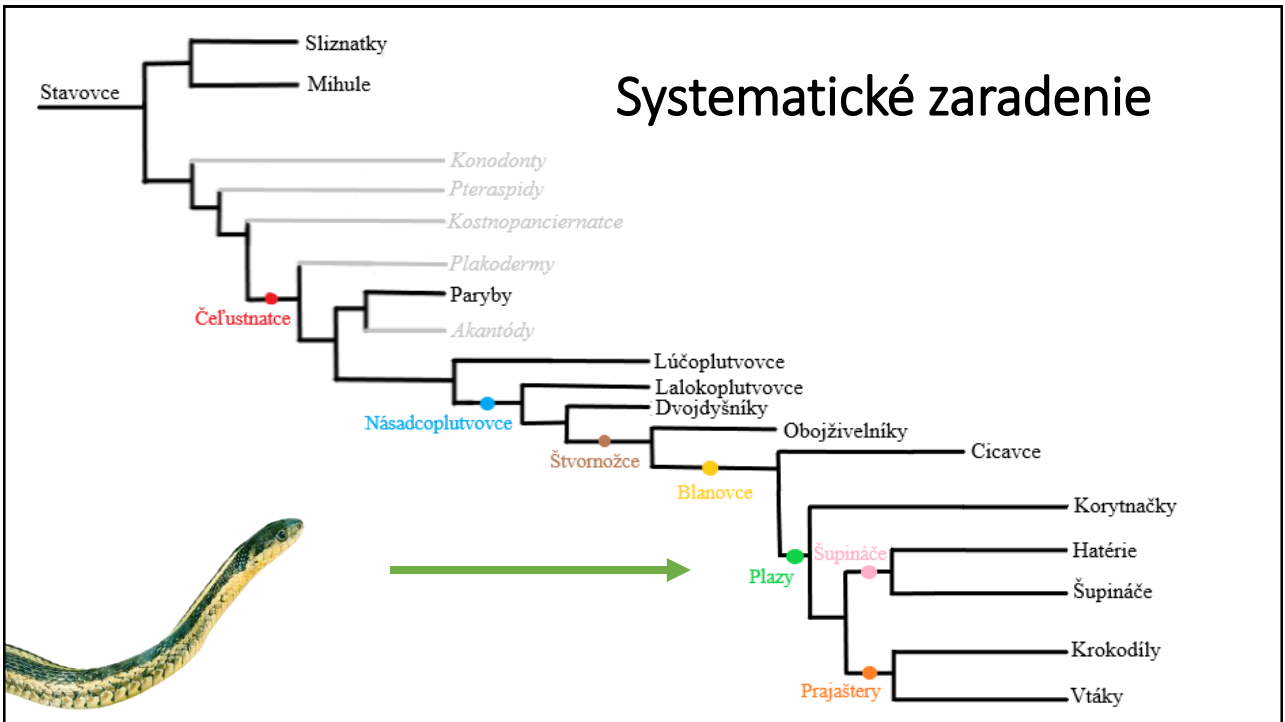 Systematické zaradenie
Stavovce
Sliznatky
Mihule
Konodonty
Pteraspidy
Kostnopanciernatce
Plakodermy
Čeľustnatce
Paryby
Akantódy
Lúčoplutvovce
Lalokoplutvovce
Násadcoplutvovce
Dvojdyšníky
Štvornožce
Obojživelníky
Blanovce
Cicavce
Korytnačky
Plazy
Šupináče
Hatérie
Šupináče
Krokodíly
Prajaštery
Vtáky